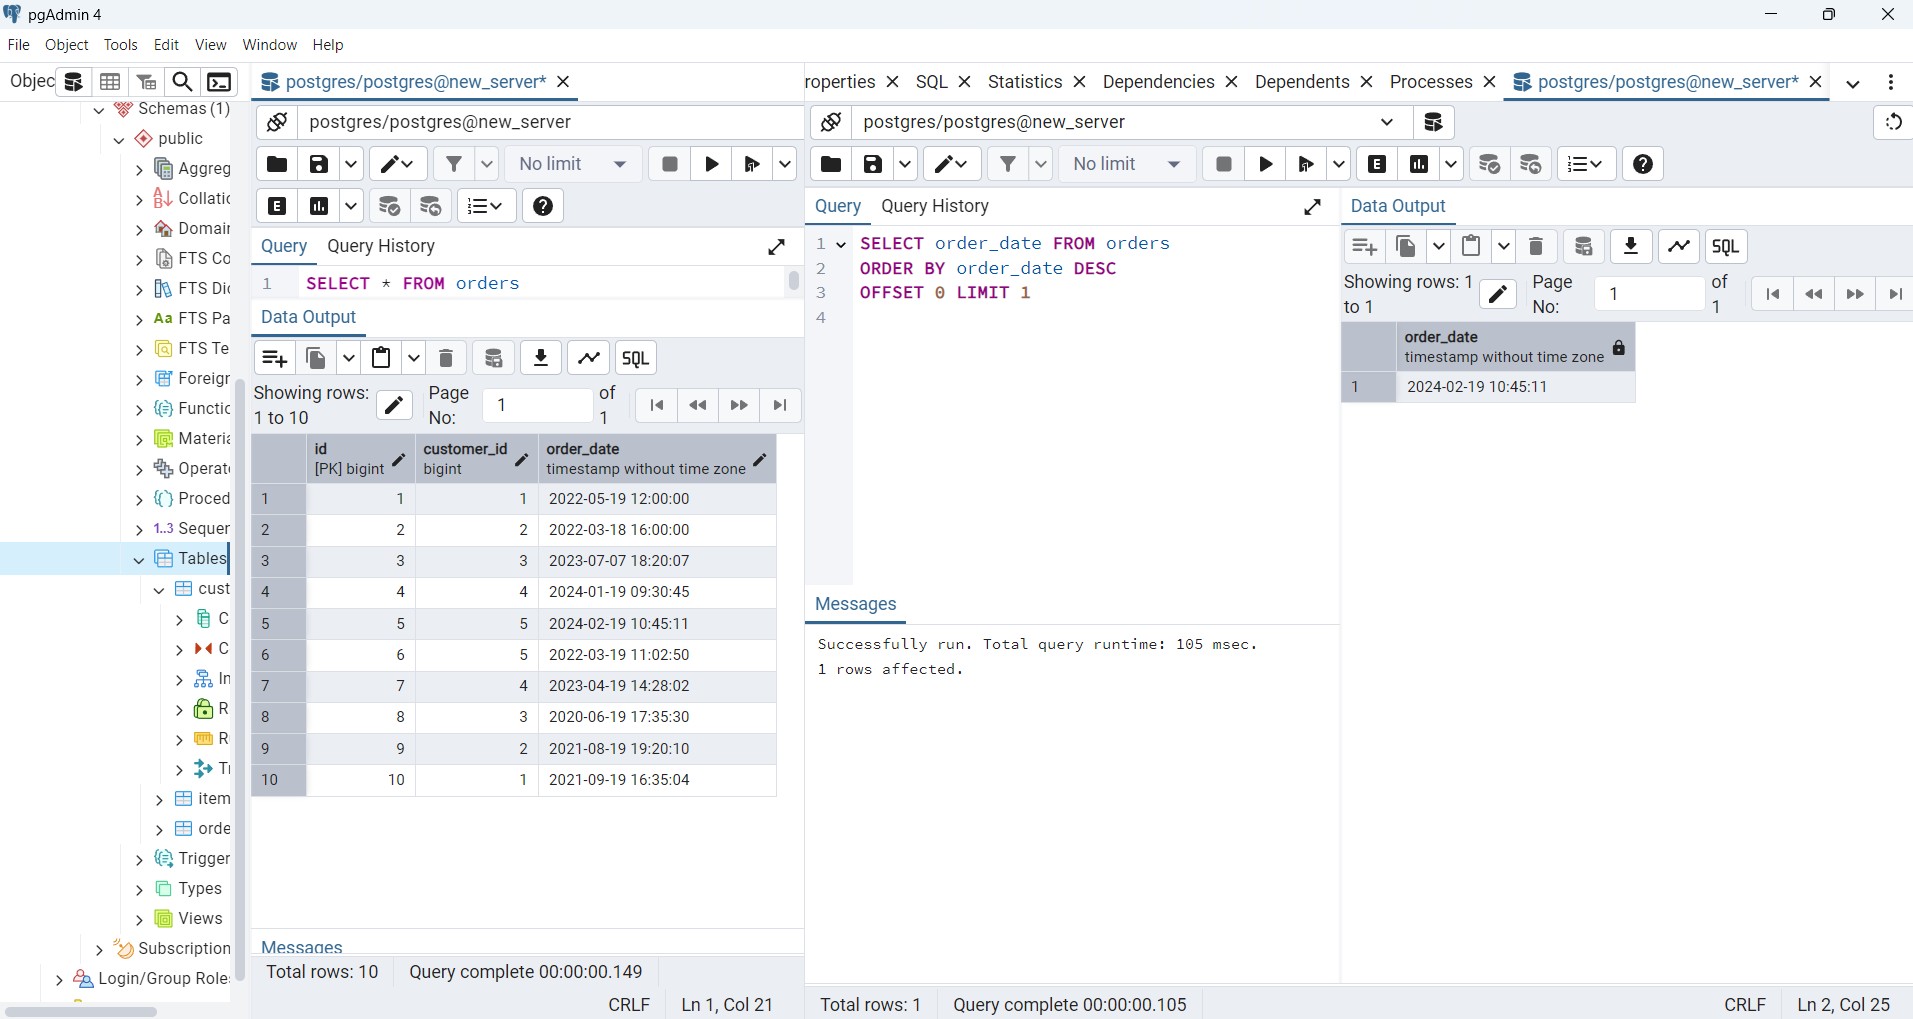 pgAdmin 4
File Object Tools Edit View Window Help
Objec
Schemas (1)
public
Aggreg
Collatio
Domain
FTS Co
FTS Dic
Aa FTS Pa
FTS Te
Foreign
Functio
Materia
Operat
Proced
1..3 Sequen
Tables
cust
C
C
In
R
R
Tr
item
orde
Trigger
Types
Views
Subscription
Login/Group Role
postgres/postgres@new_server*
postgres/postgres@new_server
No limit
E
Query Query History
1 SELECT * FROM orders
Data Output
SQL
Showing rows: 1 to 10
Page No: 1 of 1
id [PK] bigint
customer_id bigint
order_date timestamp without time zone
1 1 1 2022-05-19 12:00:00
2 2 2 2022-03-18 16:00:00
3 3 3 2023-07-07 18:20:07
4 4 4 2024-01-19 09:30:45
5 5 5 2024-02-19 10:45:11
6 6 5 2022-03-19 11:02:50
7 7 4 2023-04-19 14:28:02
8 8 3 2020-06-19 17:35:30
9 9 2 2021-08-19 19:20:10
10 10 1 2021-09-19 16:35:04
Messages
Total rows: 10 Query complete 00:00:00.149
CRLF Ln 1, Col 21
roperties SQL Statistics Dependencies Dependents Processes postgres/postgres@new_server*
postgres/postgres@new_server
No limit
E
Query Query History
1 SELECT order_date FROM orders
2 ORDER BY order_date DESC
3 OFFSET 0 LIMIT 1
4
Messages
Successfully run. Total query runtime: 105 msec.
1 rows affected.
Data Output
SQL
Showing rows: 1 to 1
Page No: 1 of 1
order_date
timestamp without time zone
1 2024-02-19 10:45:11
Total rows: 1 Query complete 00:00:00.105
CRLF Ln 2, Col 25